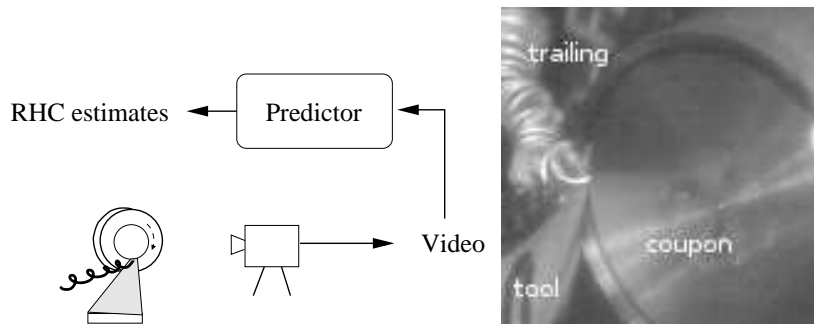 RHC estimates
Predictor
Video
trailing
coupon
tool